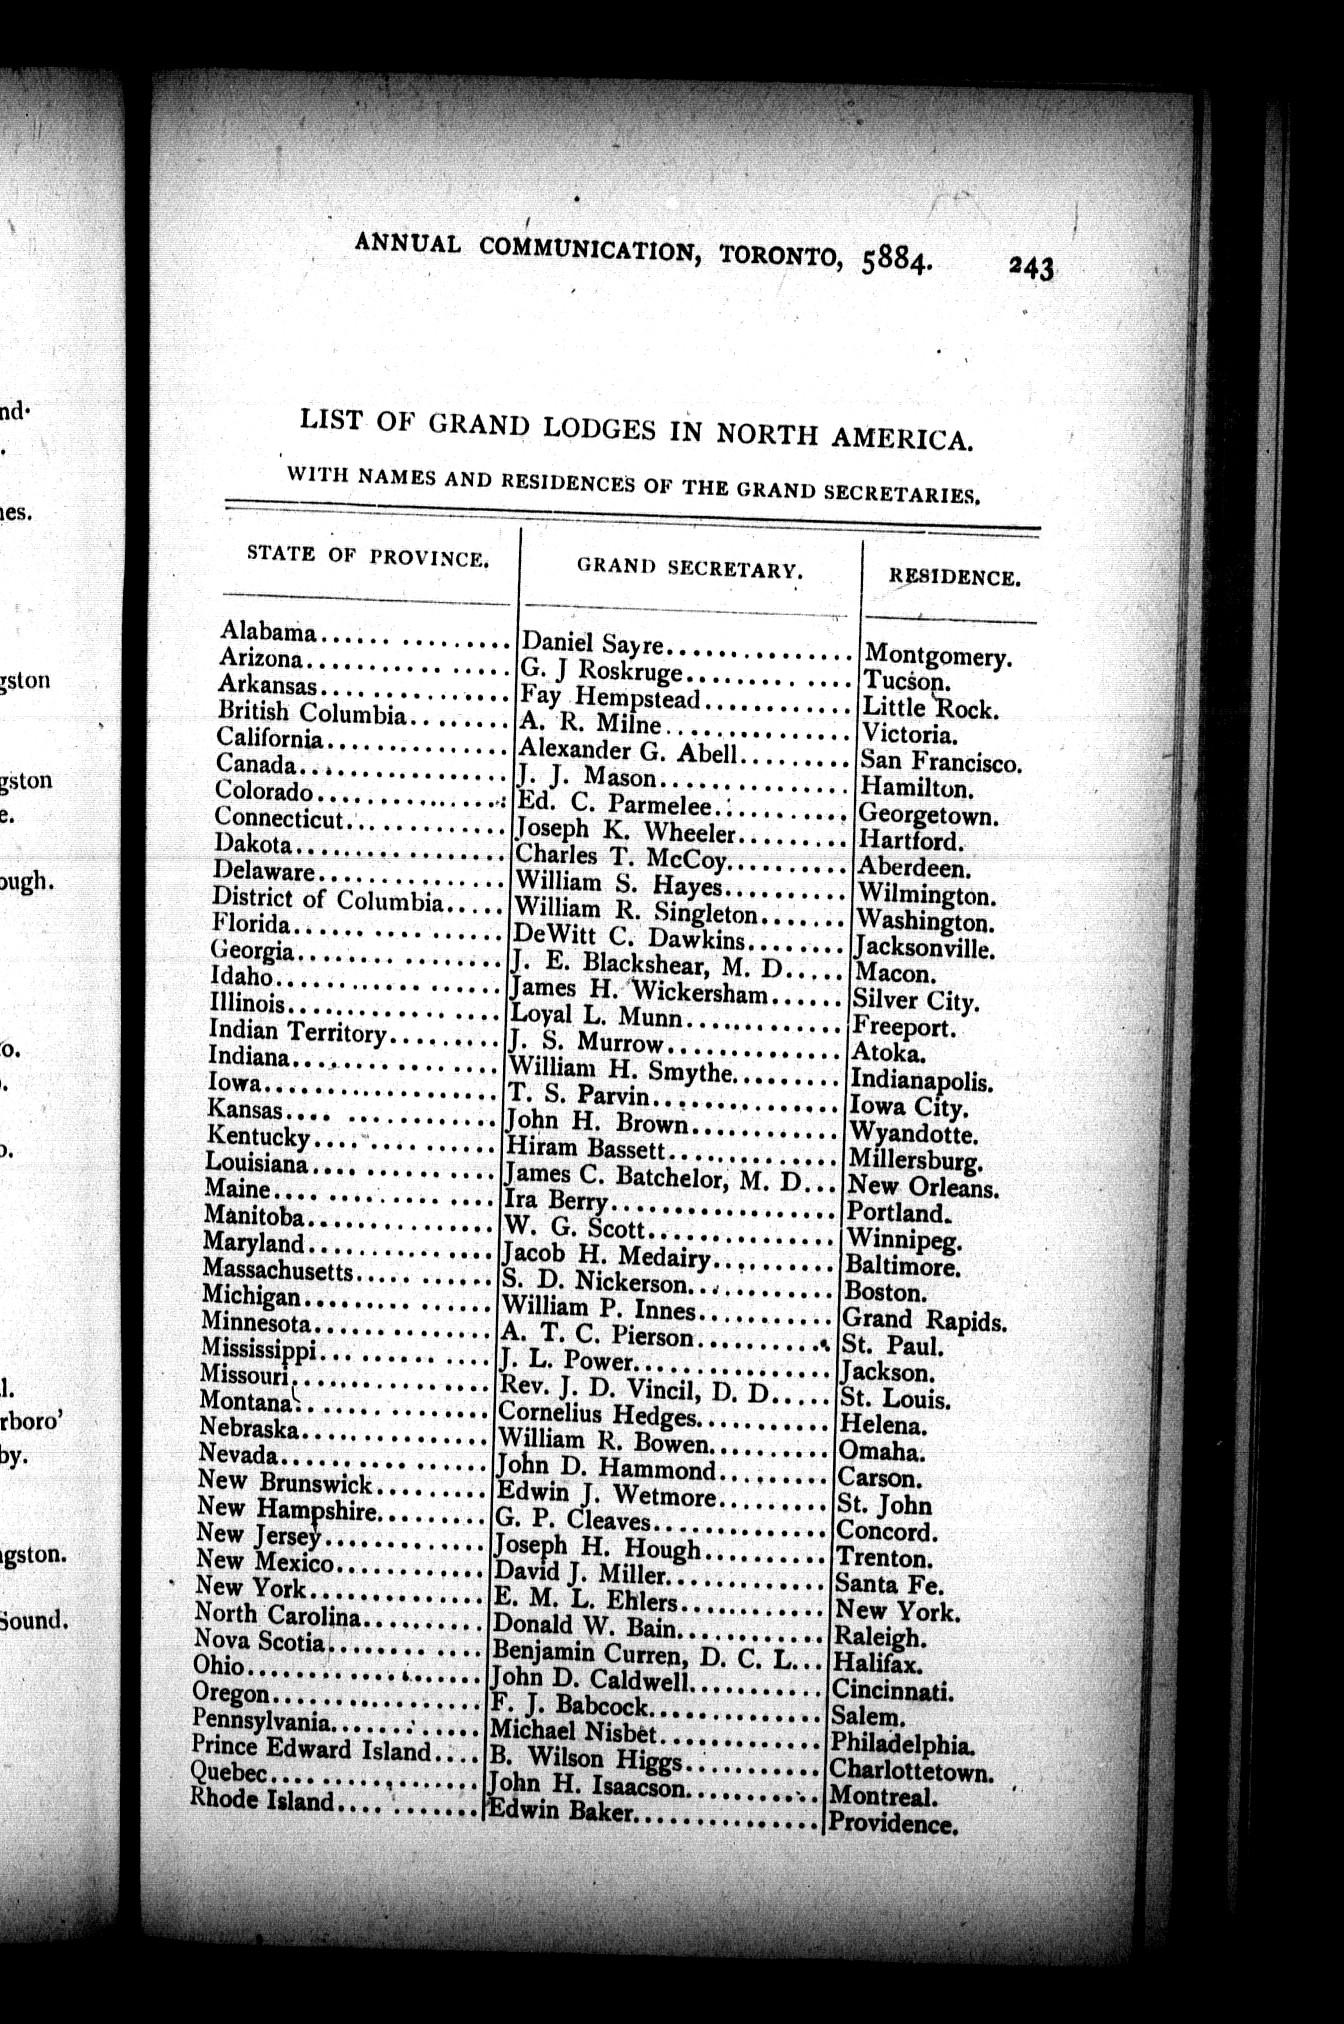 nd.
nes.
gston
gston
e.
ough.
o.
o.
l.
rboro'
by.
ngston.
Sound.
ANNUAL COMMUNICATION, TORONTO, 5884. 243
LIST OF GRAND LODGES IN NORTH AMERICA.
WITH NAMES AND RESIDENCES OF THE GRAND SECRETARIES.
STATE OF PROVINCE. GRAND SECRETARY. RESIDENCE.
Alabama............... Daniel Sayre............... Montgomery.
Arizona................ G. J Roskruge............. Tucson.
Arkansas............... Fay Hempstead............ Little Rock.
British Columbia........ A. R. Milne............... Victoria.
California............... Alexander G. Abell......... San Francisco.
Canada................ J. J. Mason............... Hamilton.
Colorado............... Ed. C. Parmelee........... Georgetown.
Connecticut............. Joseph K. Wheeler......... Hartford.
Dakota................. Charles T. McCoy.......... Aberdeen.
Delaware............... William S. Hayes.......... Wilmington.
District of Columbia..... William R. Singleton....... Washington.
Florida................ DeWitt C. Dawkins........ Jacksonville.
Georgia................ J. E. Blackshear, M. D..... Macon.
Idaho................. James H. Wickersham...... Silver City.
Illinois................. Loyal L. Munn............. Freeport.
Indian Territory......... J. S. Murrow.............. Atoka.
Indiana................ William H. Smythe......... Indianapolis.
Iowa.................. T. S. Parvin............... Iowa City.
Kansas................ John H. Brown............ Wyandotte.
Kentucky.............. Hiram Bassett.............. Millersburg.
Louisiana.............. James C. Batchelor, M. D... New Orleans.
Maine................. Ira Berry.................. Portland.
Manitoba............... W. G. Scott............... Winnipeg.
Maryland............... Jacob H. Medairy.......... Baltimore.
Massachusetts........... S. D. Nickerson............ Boston.
Michigan............... William P. Innes........... Grand Rapids.
Minnesota.............. A. T. C. Pierson........... St. Paul.
Mississippi.............. J. L. Power............... Jackson.
Missouri............... Rev. J. D. Vincil, D. D..... St. Louis.
Montana............... Cornelius Hedges........... Helena.
Nebraska............... William R. Bowen.......... Omaha.
Nevada................ John D. Hammond......... Carson.
New Brunswick......... Edwin J. Wetmore......... St. John
New Hampshire......... G. P. Cleaves.............. Concord.
New Jersey............. Joseph H. Hough.......... Trenton.
New Mexico............ David J. Miller............. Santa Fe.
New York.............. E. M. L. Ehlers............ New York.
North Carolina.......... Donald W. Bain............ Raleigh.
Nova Scotia............ Benjamin Curren, D. C. L... Halifax.
Ohio.................. John D. Caldwell........... Cincinnati.
Oregon................. F. J. Babcock.............. Salem.
Pennsylvania............ Michael Nisbet............. Philadelphia.
Prince Edward Island.... B. Wilson Higgs........... Charlottetown.
Quebec................. John H. Isaacson........... Montreal.
Rhode Island........... Edwin Baker............... Providence.